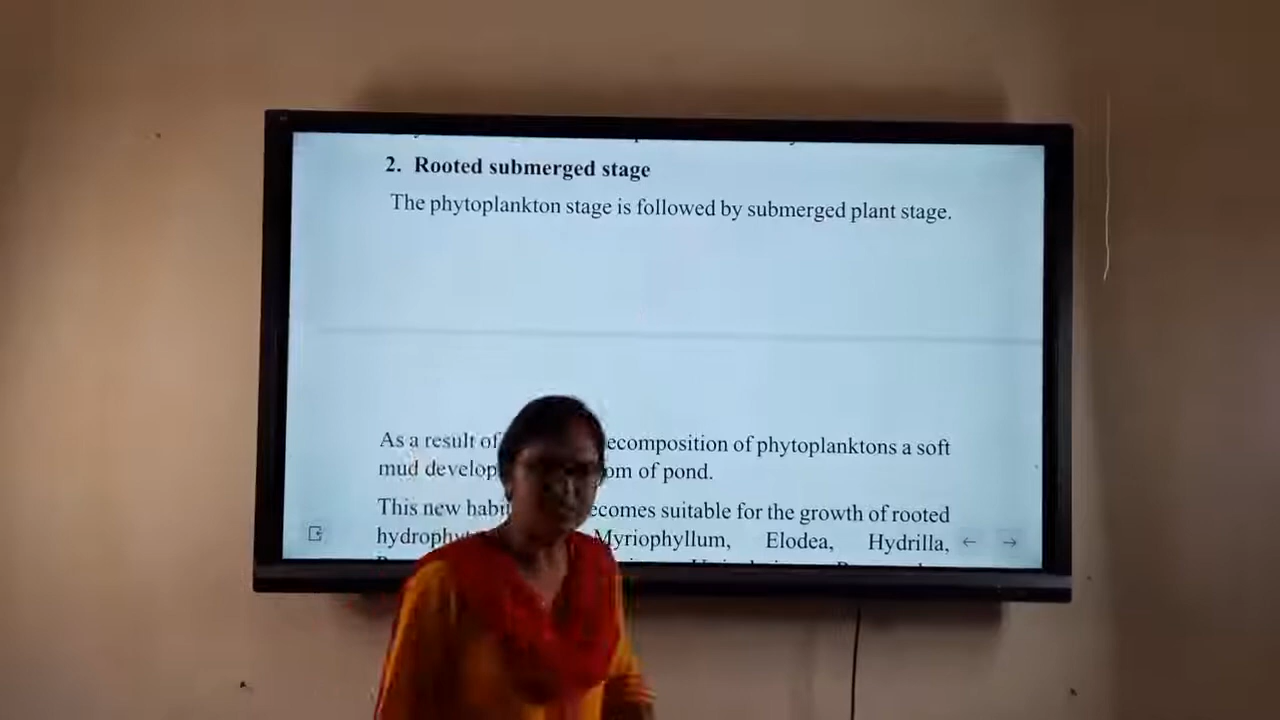 2. Rooted submerged stage
The phytoplankton stage is followed by submerged plant stage.
As a result of ecomposition of phytoplanktons a soft
mud develop om of pond.
This new habi ecomes suitable for the growth of rooted
hydrophy Myriophyllum, Elodea, Hydrilla,